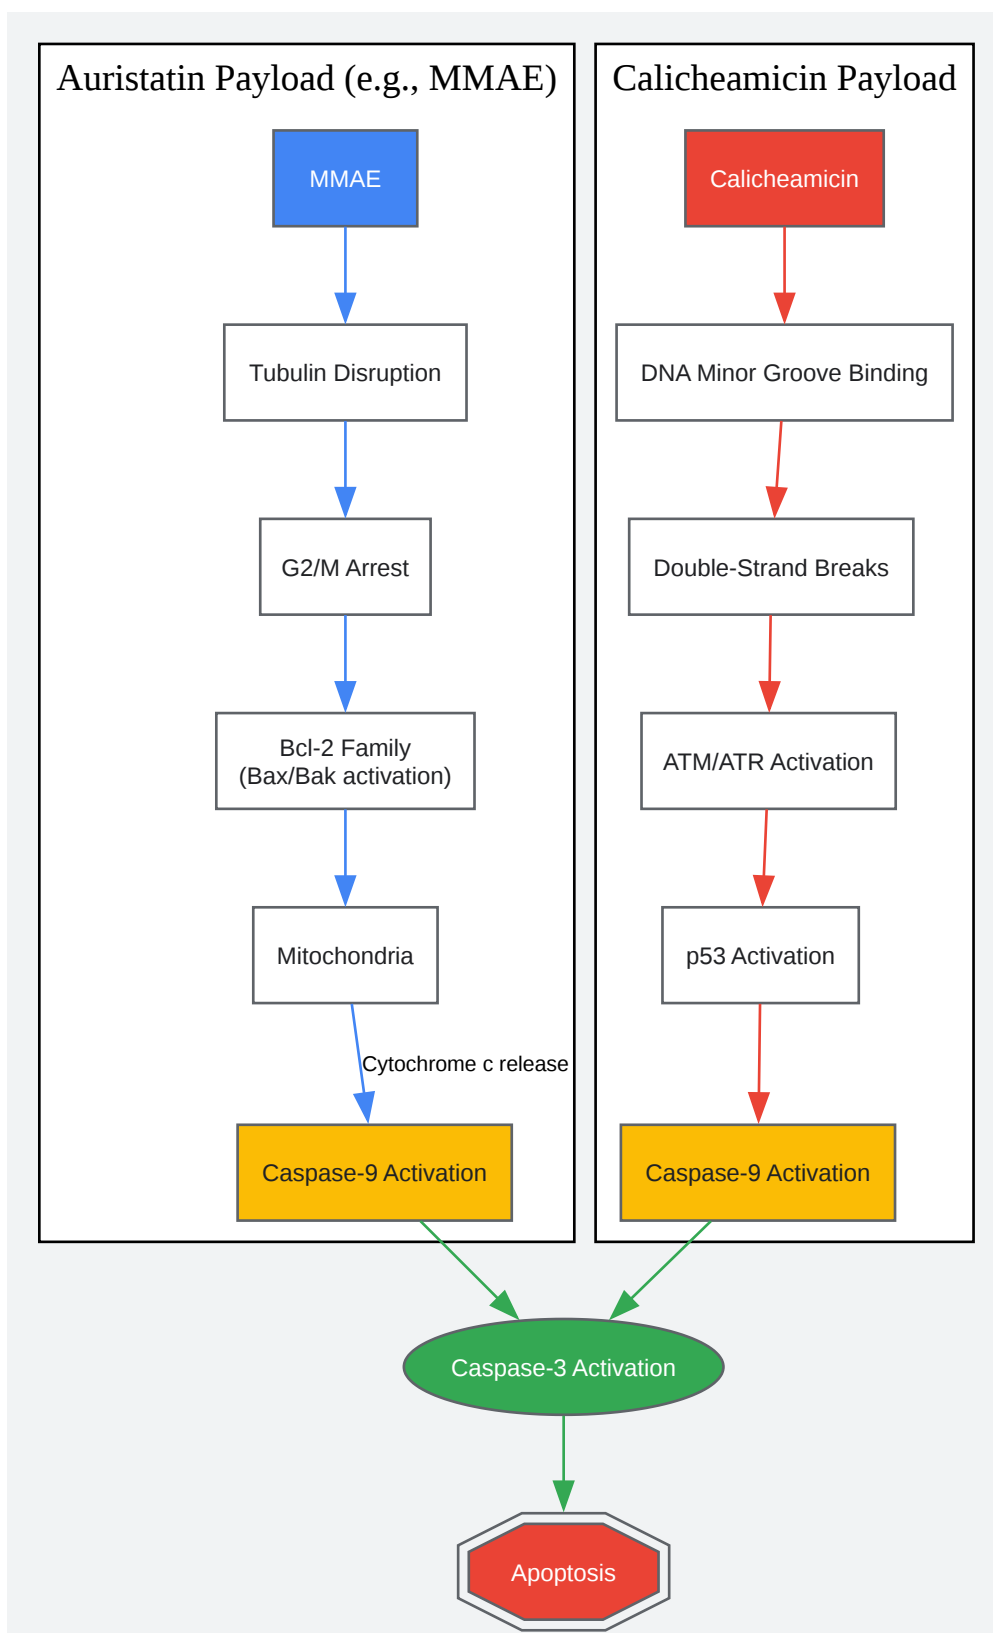 Auristatin Payload (e.g., MMAE)
MMAE
Tubulin Disruption
G2/M Arrest
Bcl-2 Family
(Bax/Bak activation)
Mitochondria
Cytochrome c release
Caspase-9 Activation
Calicheamicin Payload
Calicheamicin
DNA Minor Groove Binding
Double-Strand Breaks
ATM/ATR Activation
p53 Activation
Caspase-9 Activation
Caspase-3 Activation
Apoptosis